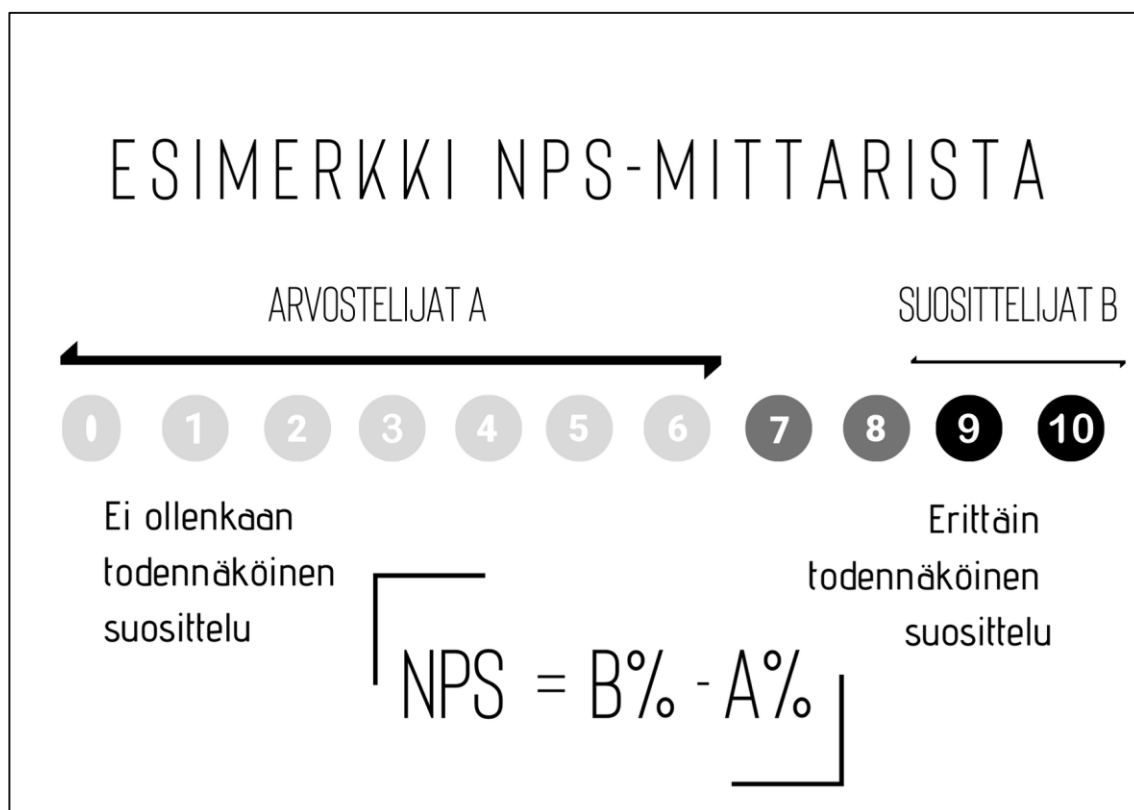 ESIMERKKI NPS-MITTARISTA
ARVOSTELIJAT A
SUOSITTELIJAT B
0 1 2 3 4 5 6 7 8 9 10
Ei ollenkaan
todennäköinen
suosittelu
Erittäin
todennäköinen
suosittelu
NPS = B% - A%